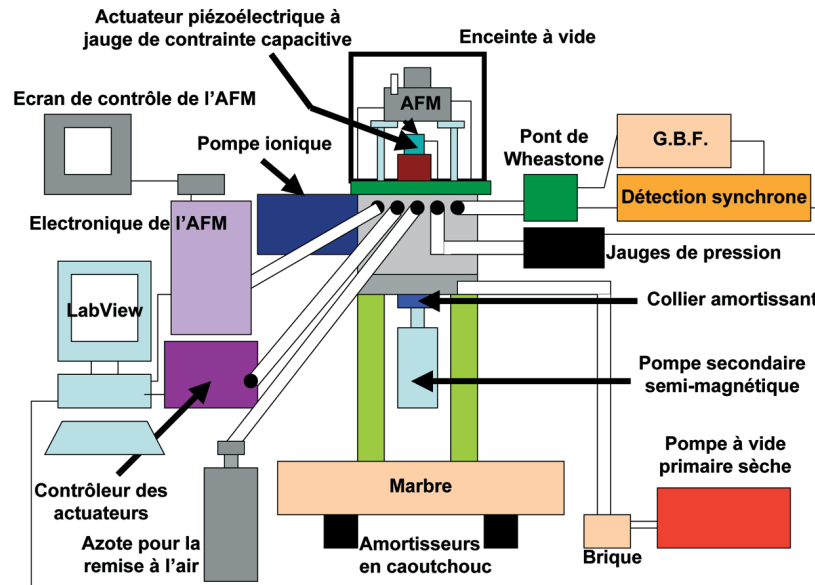 Actuateur piézoélectrique à
jauge de contrainte capacitive
Enceinte à vide
Ecran de contrôle de l'AFM
AFM
Pompe ionique
Pont de
Wheastone
G.B.F.
Détection synchrone
Electronique de l'AFM
Jauges de pression
LabView
Collier amortissant
Pompe secondaire
semi-magnétique
Contrôleur des
actuateurs
Marbre
Pompe à vide
primaire sèche
Azote pour la
remise à l'air
Amortisseurs
en caoutchouc
Brique